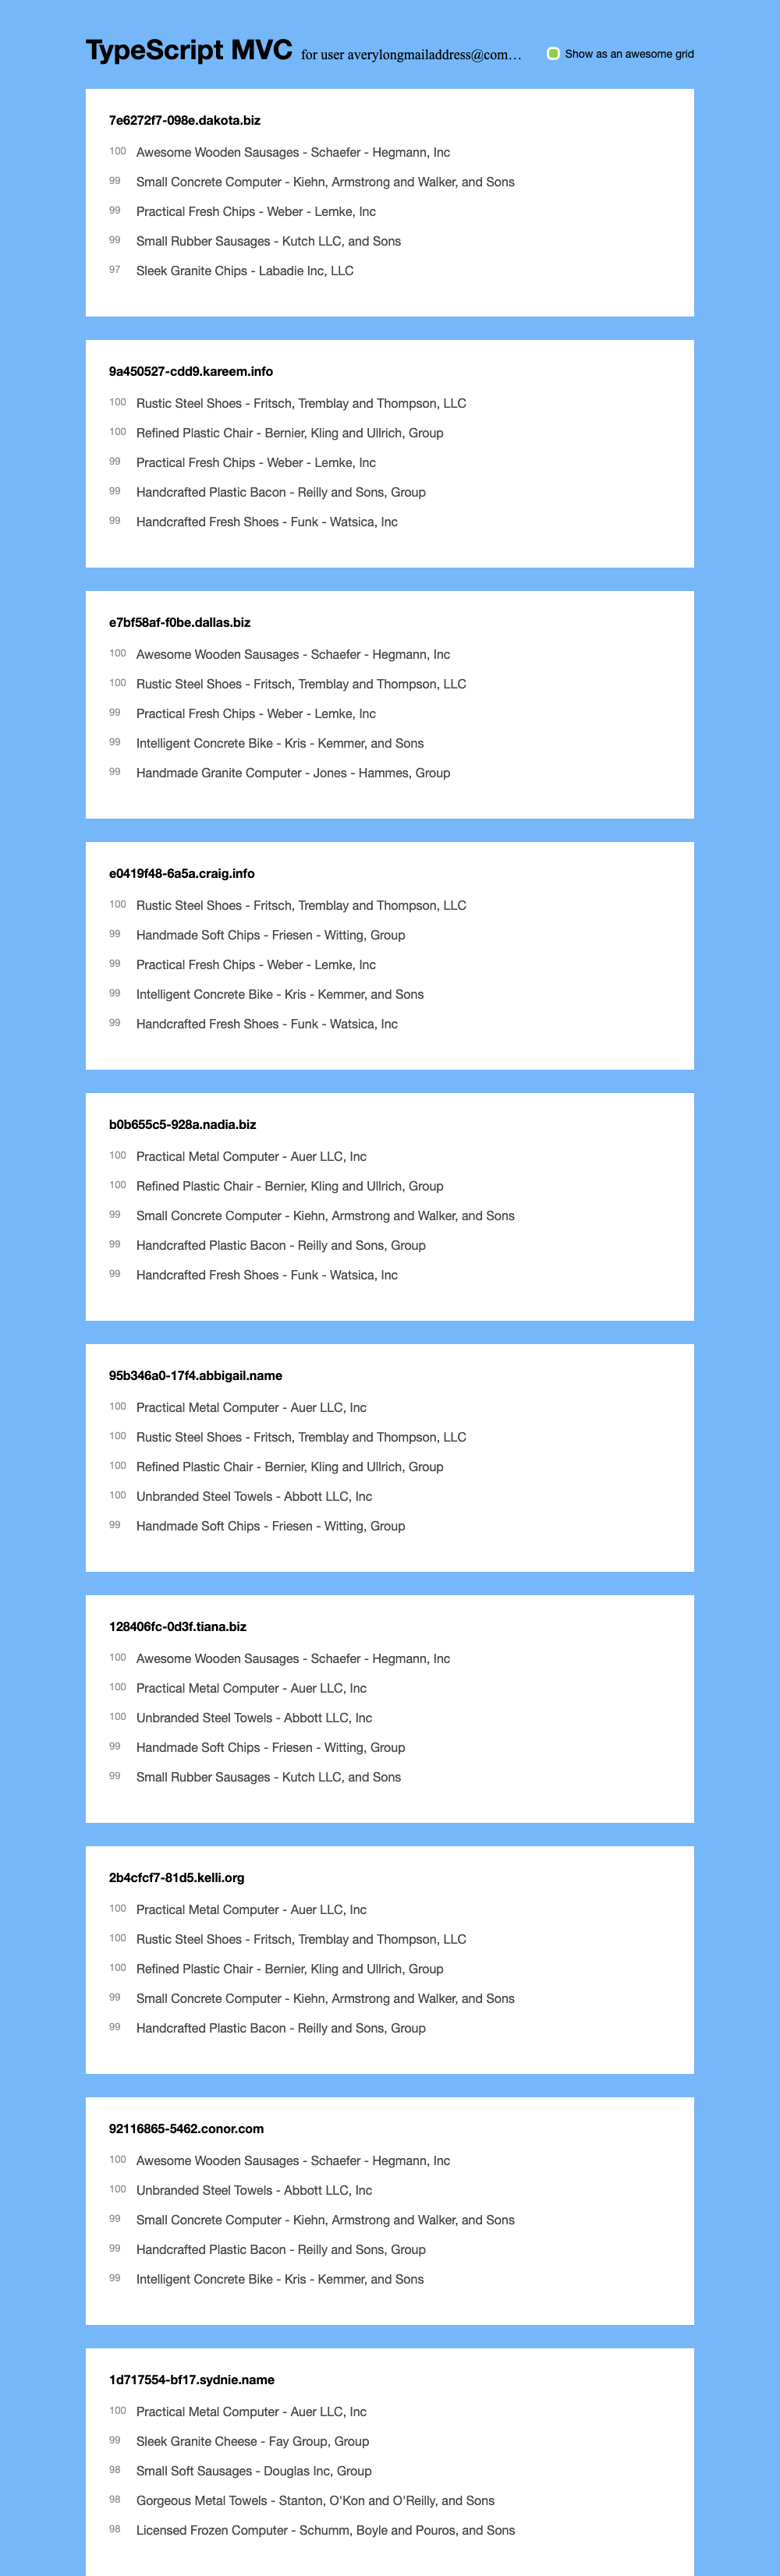 TypeScript MVC for user averylongmailaddress@com… Show as an awesome grid
7e6272f7-098e.dakota.biz
100 Awesome Wooden Sausages - Schaefer - Hegmann, Inc
99 Small Concrete Computer - Kiehn, Armstrong and Walker, and Sons
99 Practical Fresh Chips - Weber - Lemke, Inc
99 Small Rubber Sausages - Kutch LLC, and Sons
97 Sleek Granite Chips - Labadie Inc, LLC
9a450527-cdd9.kareem.info
100 Rustic Steel Shoes - Fritsch, Tremblay and Thompson, LLC
100 Refined Plastic Chair - Bernier, Kling and Ullrich, Group
99 Practical Fresh Chips - Weber - Lemke, Inc
99 Handcrafted Plastic Bacon - Reilly and Sons, Group
99 Handcrafted Fresh Shoes - Funk - Watsica, Inc
e7bf58af-f0be.dallas.biz
100 Awesome Wooden Sausages - Schaefer - Hegmann, Inc
100 Rustic Steel Shoes - Fritsch, Tremblay and Thompson, LLC
99 Practical Fresh Chips - Weber - Lemke, Inc
99 Intelligent Concrete Bike - Kris - Kemmer, and Sons
99 Handmade Granite Computer - Jones - Hammes, Group
e0419f48-6a5a.craig.info
100 Rustic Steel Shoes - Fritsch, Tremblay and Thompson, LLC
99 Handmade Soft Chips - Friesen - Witting, Group
99 Practical Fresh Chips - Weber - Lemke, Inc
99 Intelligent Concrete Bike - Kris - Kemmer, and Sons
99 Handcrafted Fresh Shoes - Funk - Watsica, Inc
b0b655c5-928a.nadia.biz
100 Practical Metal Computer - Auer LLC, Inc
100 Refined Plastic Chair - Bernier, Kling and Ullrich, Group
99 Small Concrete Computer - Kiehn, Armstrong and Walker, and Sons
99 Handcrafted Plastic Bacon - Reilly and Sons, Group
99 Handcrafted Fresh Shoes - Funk - Watsica, Inc
95b346a0-17f4.abbigail.name
100 Practical Metal Computer - Auer LLC, Inc
100 Rustic Steel Shoes - Fritsch, Tremblay and Thompson, LLC
100 Refined Plastic Chair - Bernier, Kling and Ullrich, Group
100 Unbranded Steel Towels - Abbott LLC, Inc
99 Handmade Soft Chips - Friesen - Witting, Group
128406fc-0d3f.tiana.biz
100 Awesome Wooden Sausages - Schaefer - Hegmann, Inc
100 Practical Metal Computer - Auer LLC, Inc
100 Unbranded Steel Towels - Abbott LLC, Inc
99 Handmade Soft Chips - Friesen - Witting, Group
99 Small Rubber Sausages - Kutch LLC, and Sons
2b4cfcf7-81d5.kelli.org
100 Practical Metal Computer - Auer LLC, Inc
100 Rustic Steel Shoes - Fritsch, Tremblay and Thompson, LLC
100 Refined Plastic Chair - Bernier, Kling and Ullrich, Group
99 Small Concrete Computer - Kiehn, Armstrong and Walker, and Sons
99 Handcrafted Plastic Bacon - Reilly and Sons, Group
92116865-5462.conor.com
100 Awesome Wooden Sausages - Schaefer - Hegmann, Inc
100 Unbranded Steel Towels - Abbott LLC, Inc
99 Small Concrete Computer - Kiehn, Armstrong and Walker, and Sons
99 Handcrafted Plastic Bacon - Reilly and Sons, Group
99 Intelligent Concrete Bike - Kris - Kemmer, and Sons
1d717554-bf17.sydnie.name
100 Practical Metal Computer - Auer LLC, Inc
99 Sleek Granite Cheese - Fay Group, Group
98 Small Soft Sausages - Douglas Inc, Group
98 Gorgeous Metal Towels - Stanton, O'Kon and O'Reilly, and Sons
98 Licensed Frozen Computer - Schumm, Boyle and Pouros, and Sons